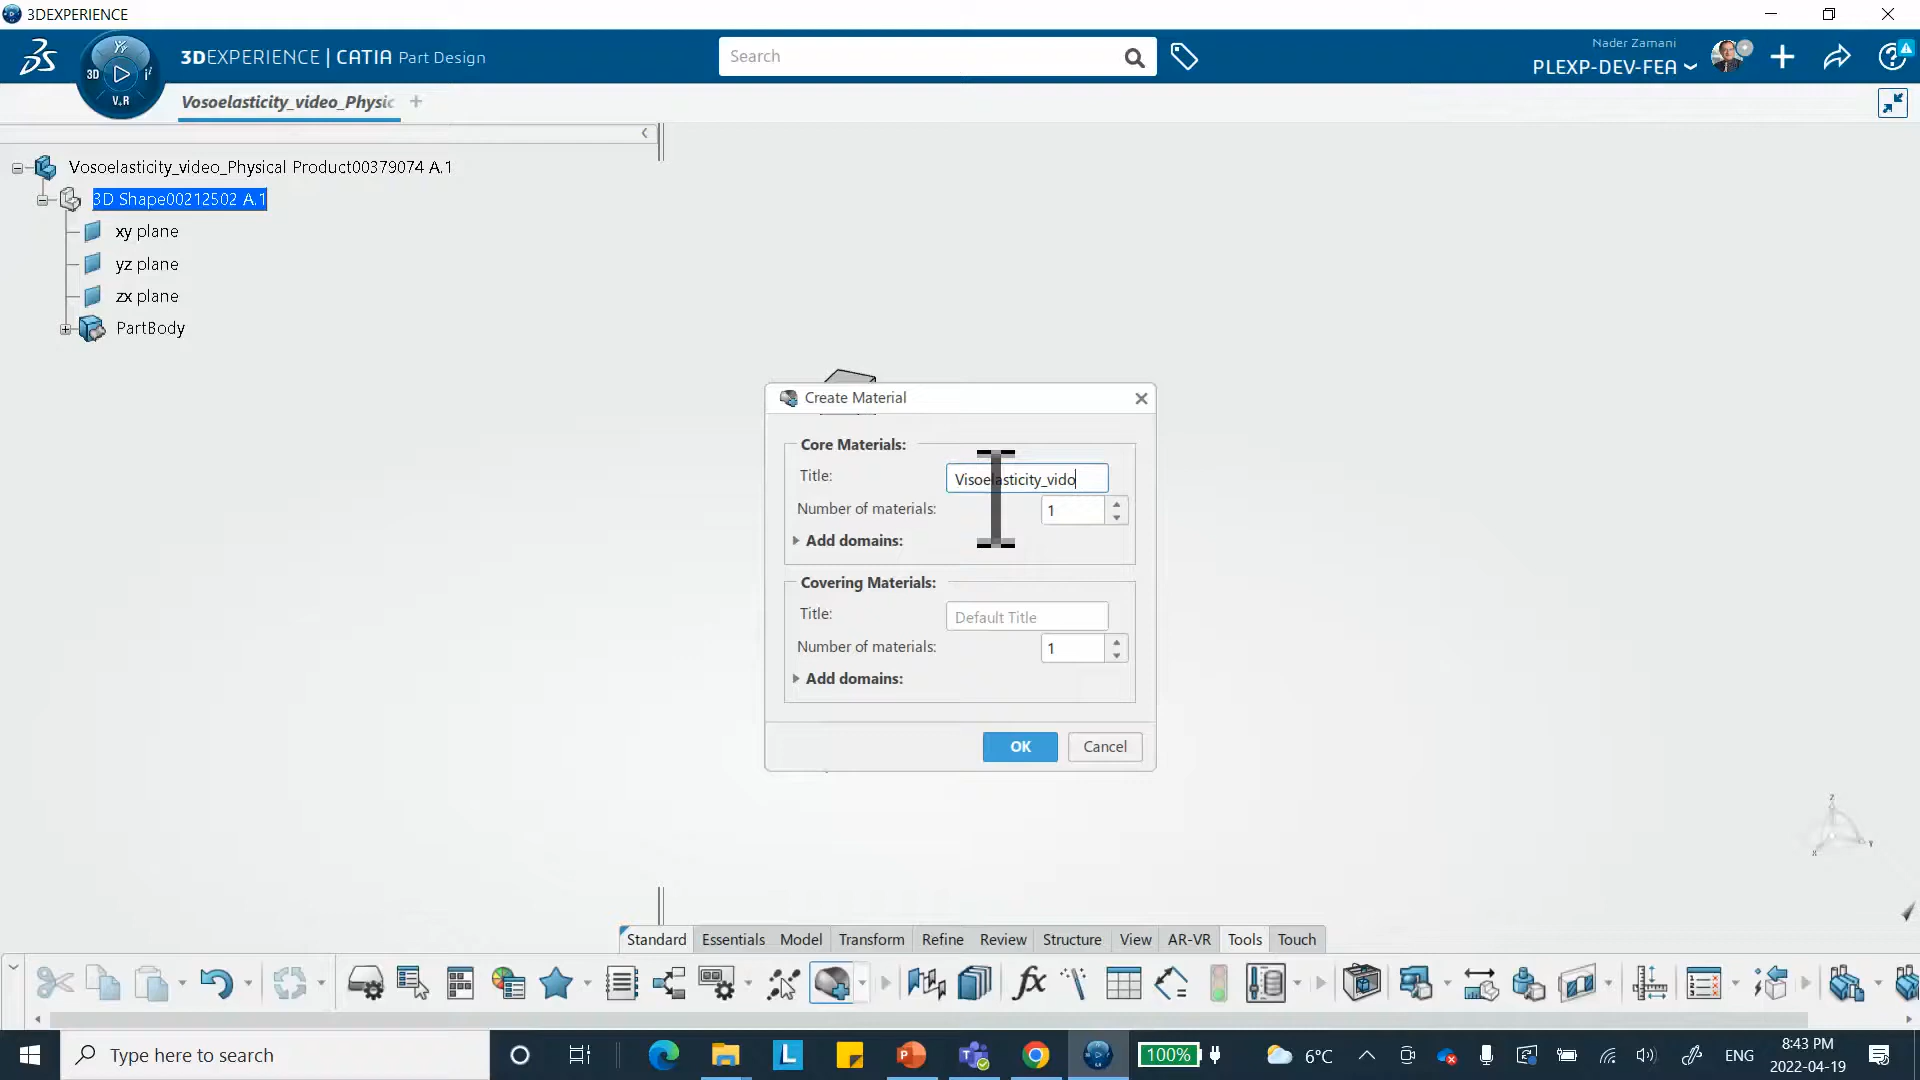 3DEXPERIENCE
3DEXPERIENCE | CATIA Part Design
3D
V.R
Search
Nader Zamani
PLEXP-DEV-FEA
Vosoelasticity_video_Physic
Vosoelasticity_video_Physical Product00379074 A.1
3D Shape00212502 A.1
xy plane
yz plane
zx plane
PartBody
Create Material
Core Materials:
Title: Visoelasticity_vido
Number of materials: 1
Add domains:
Covering Materials:
Title: Default Title
Number of materials: 1
Add domains:
OK Cancel
Standard Essentials Model Transform Refine Review Structure View AR-VR Tools Touch
Type here to search
100%
6°C
ENG
8:43 PM
2022-04-19